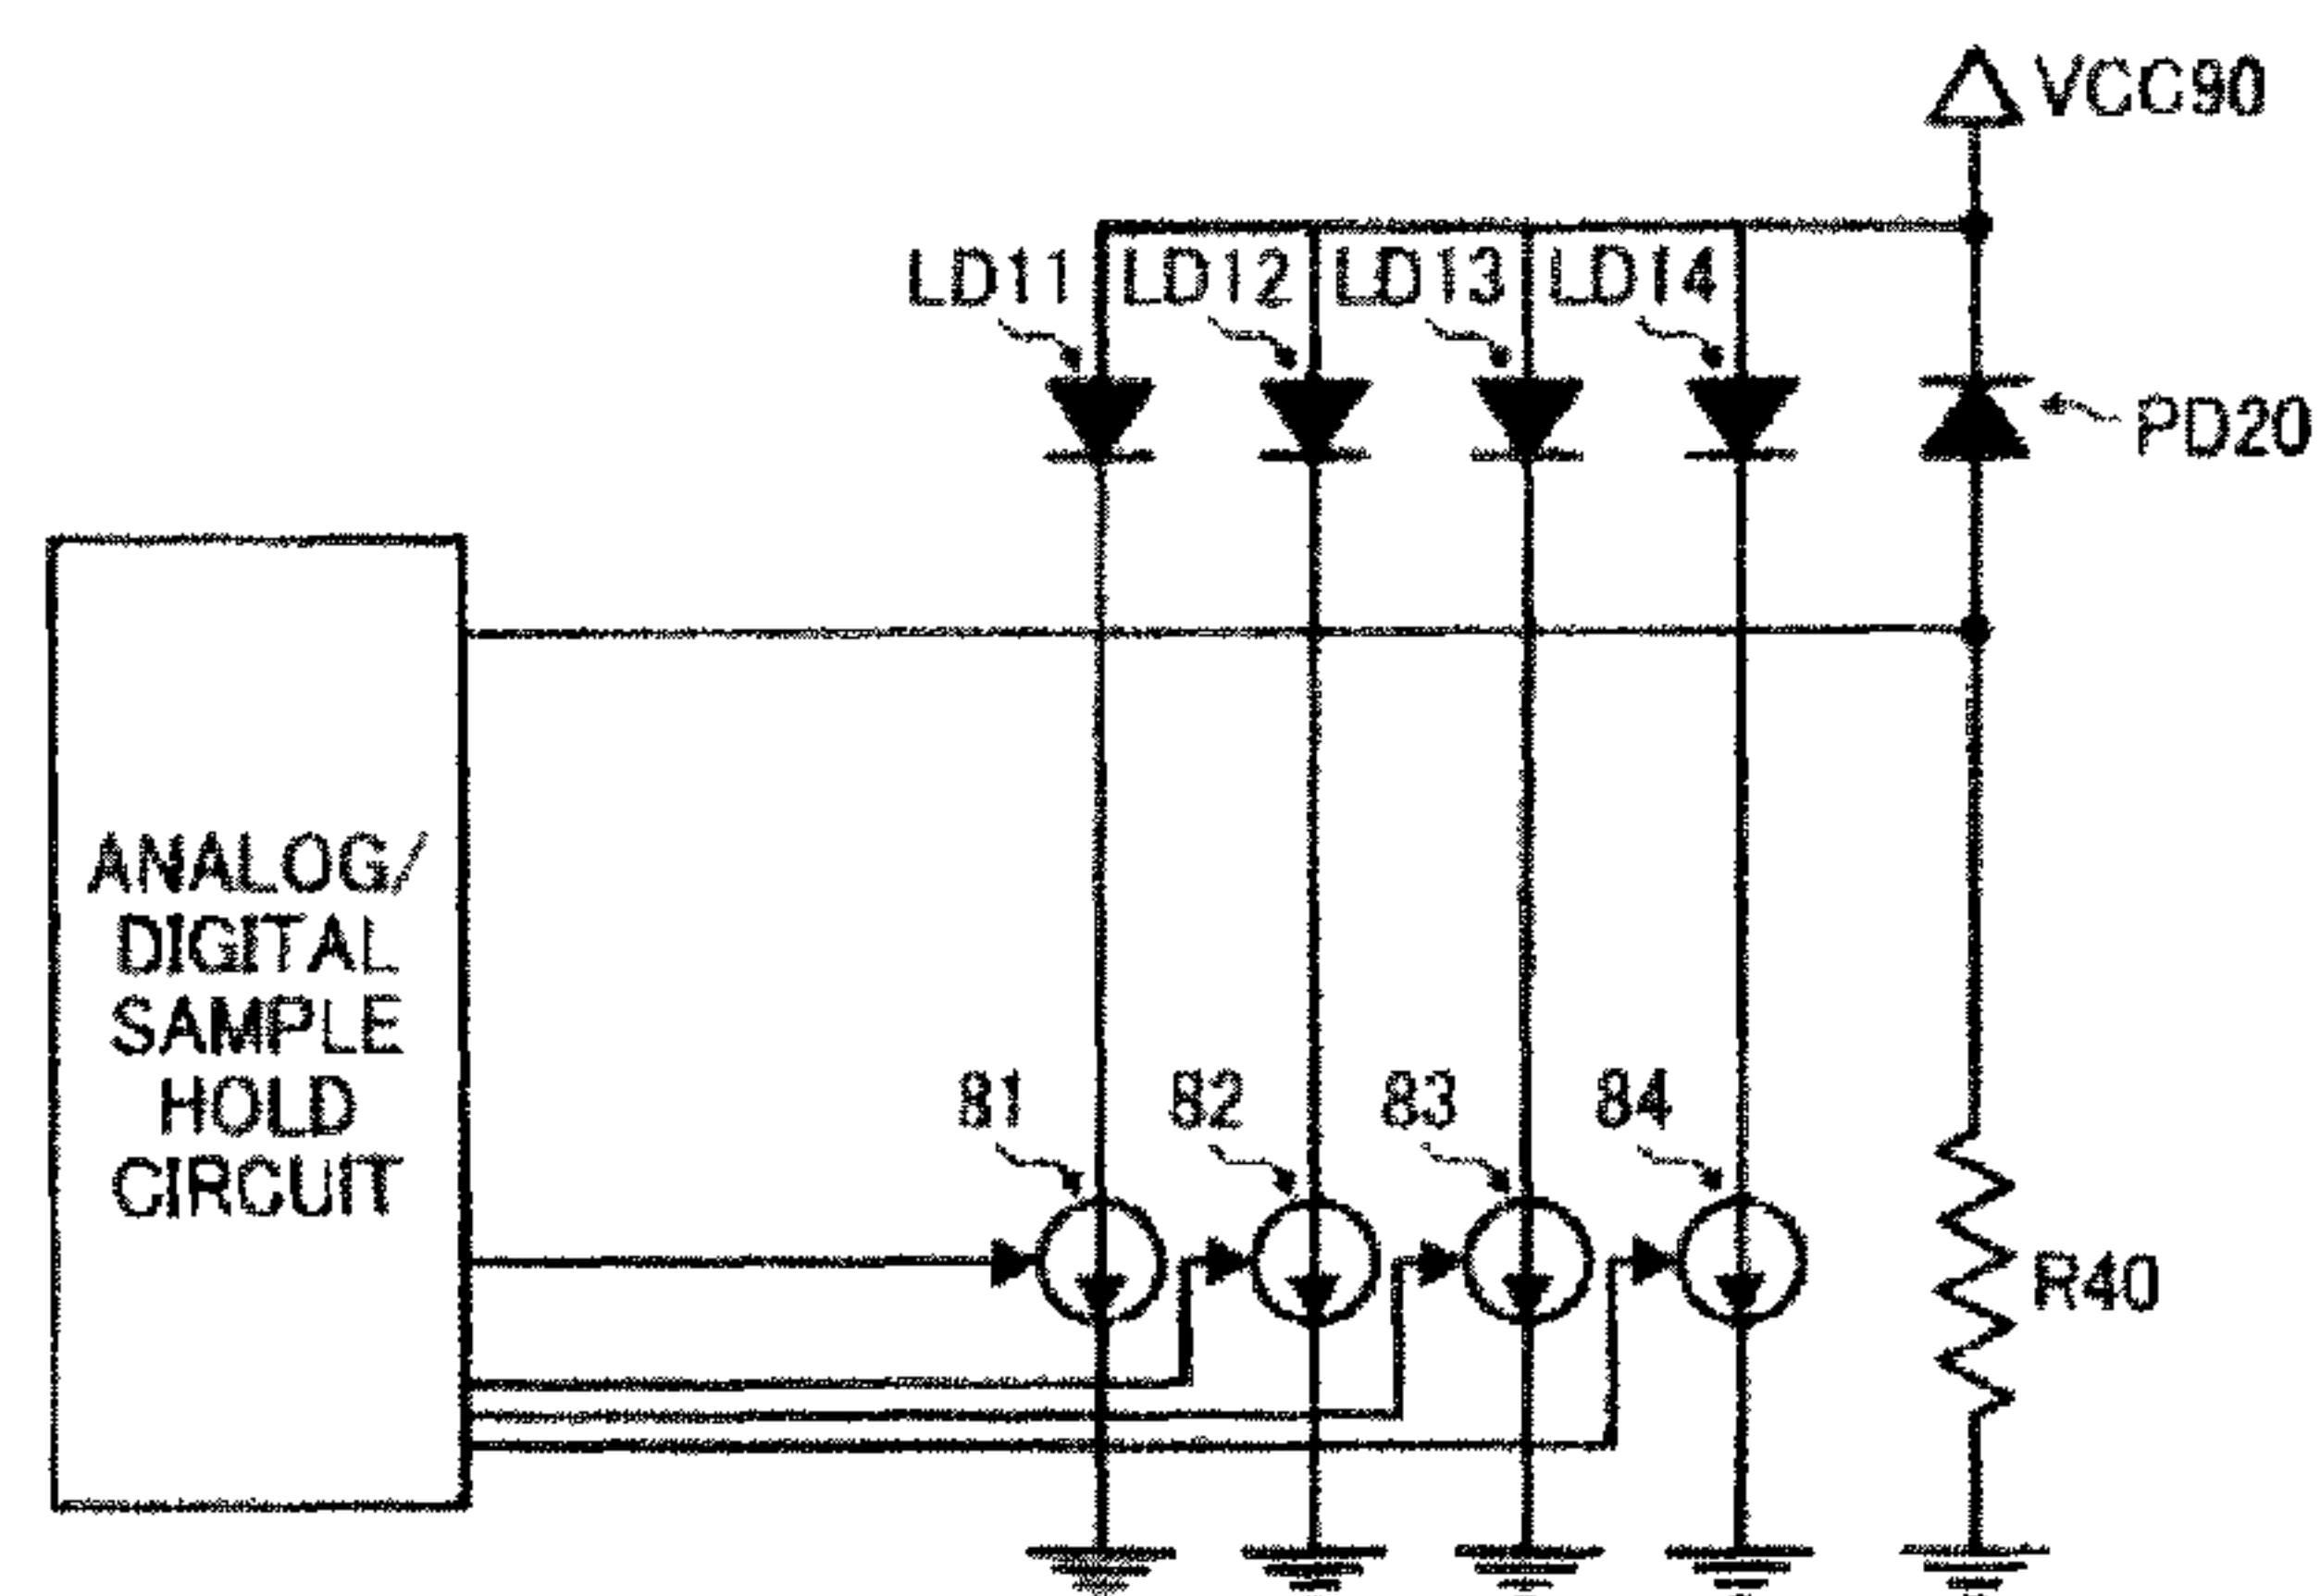 VCC90
LD11 LD12 LD13 LD14
PD20
ANALOG/
DIGITAL
SAMPLE
HOLD
CIRCUIT
81 82 83 84
R40